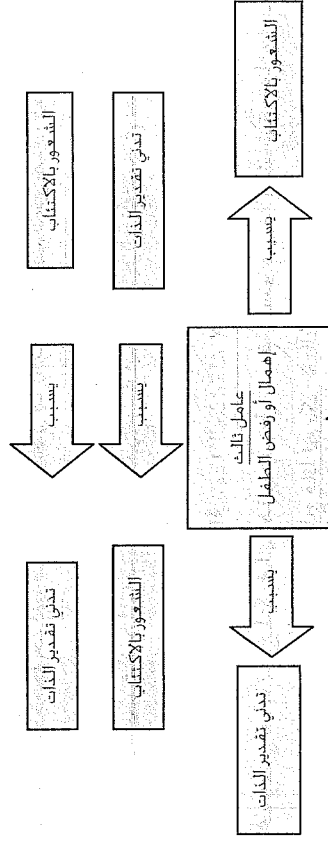 الشعور بالاكتئاب
يسبب
تدني تقدير الذات
تدني تقدير الذات
يسبب
الشعور بالاكتئاب
الشعور بالاكتئاب
يسبب
عامل ثالث
إهمال أو رفض الطفل
يسبب
تدني تقدير الذات